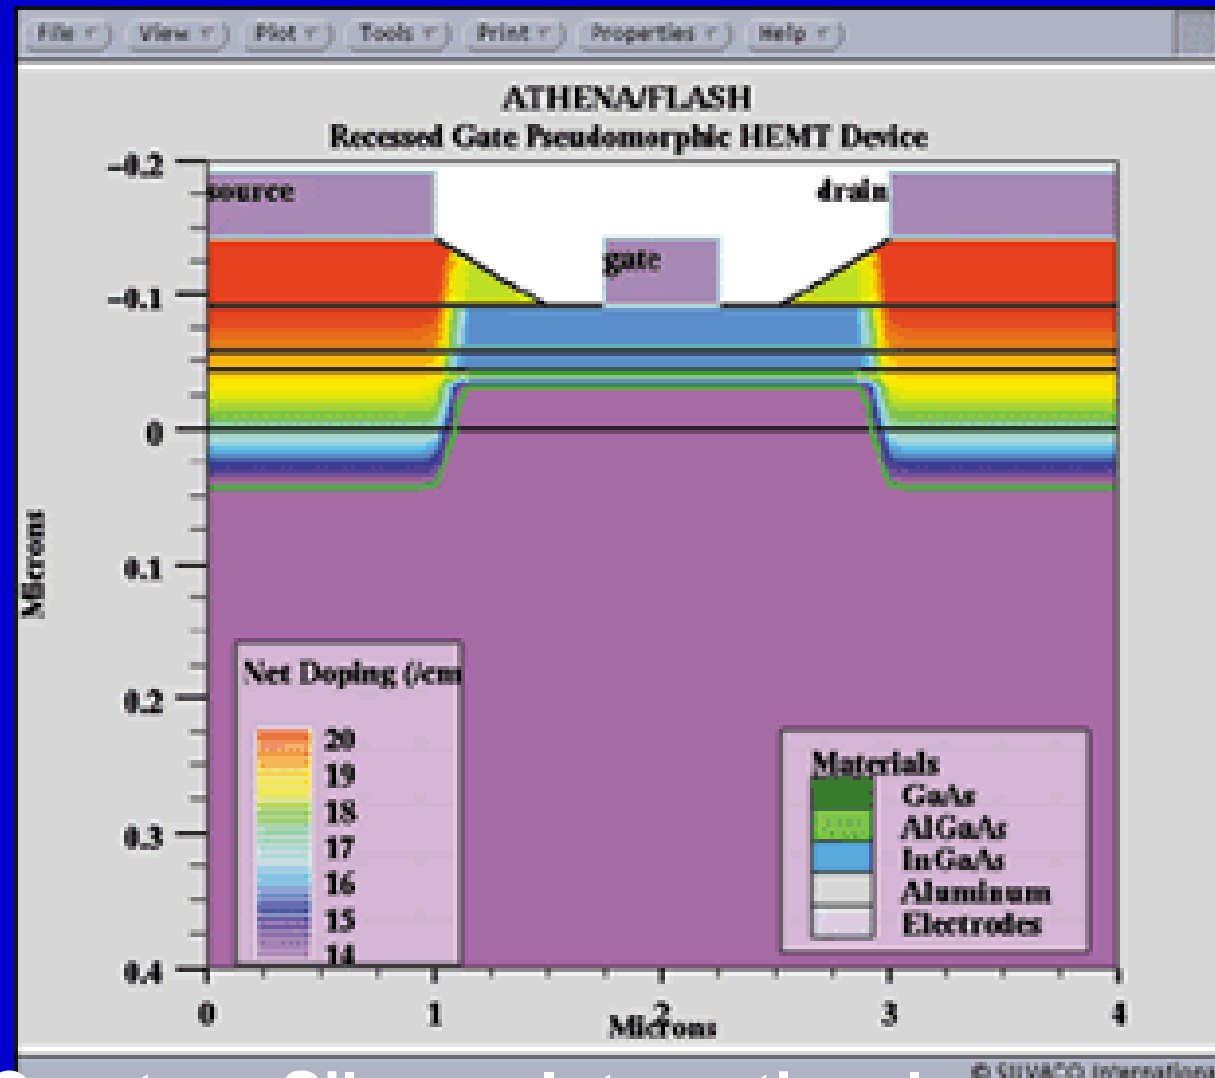 File View Plot Tools Print Properties Help
ATHENA/FLASH
Recessed Gate Pseudomorphic HEMT Device
-0.2
source
drain
gate
-0.1
0
0.1
0.2
0.3
0.4
Microns
Net Doping (/cm
20
19
18
17
16
15
14
Materials
GaAs
AlGaAs
InGaAs
Aluminum
Electrodes
0 1 2 3 4
Microns
© SILVACO International